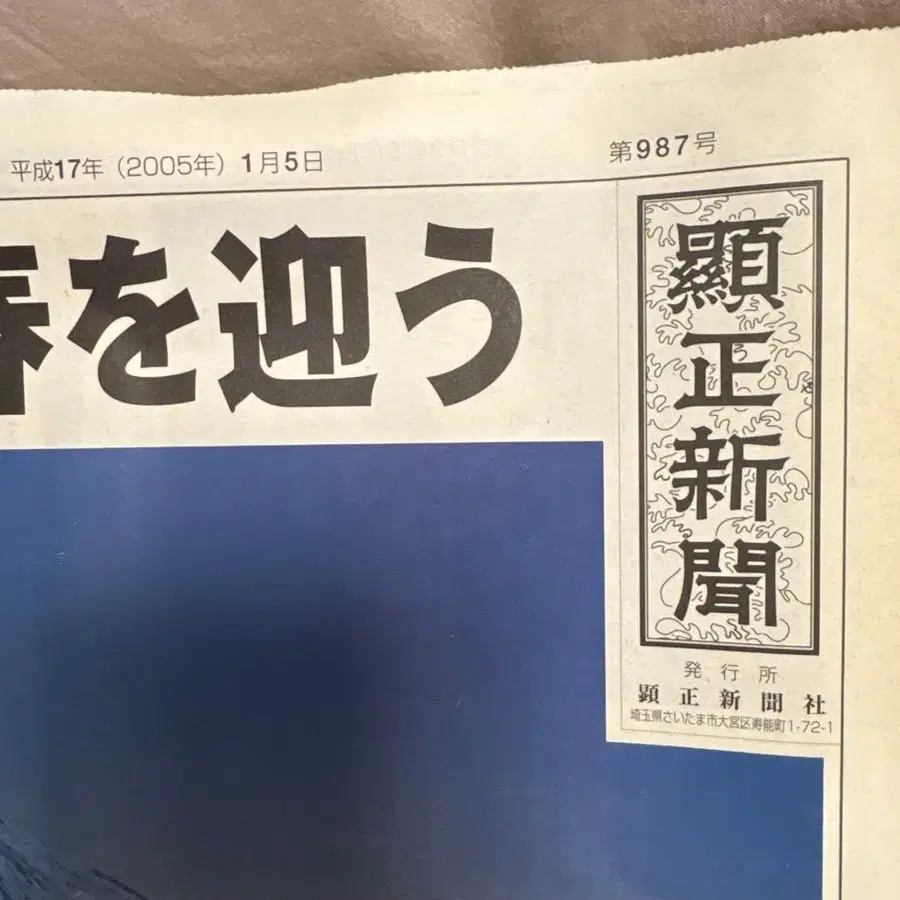 平成17年（2005年）1月5日
第987号
春を迎う
顯正新聞
発行所
顕正新聞社
埼玉県さいたま市大宮区寿能町1-72-1